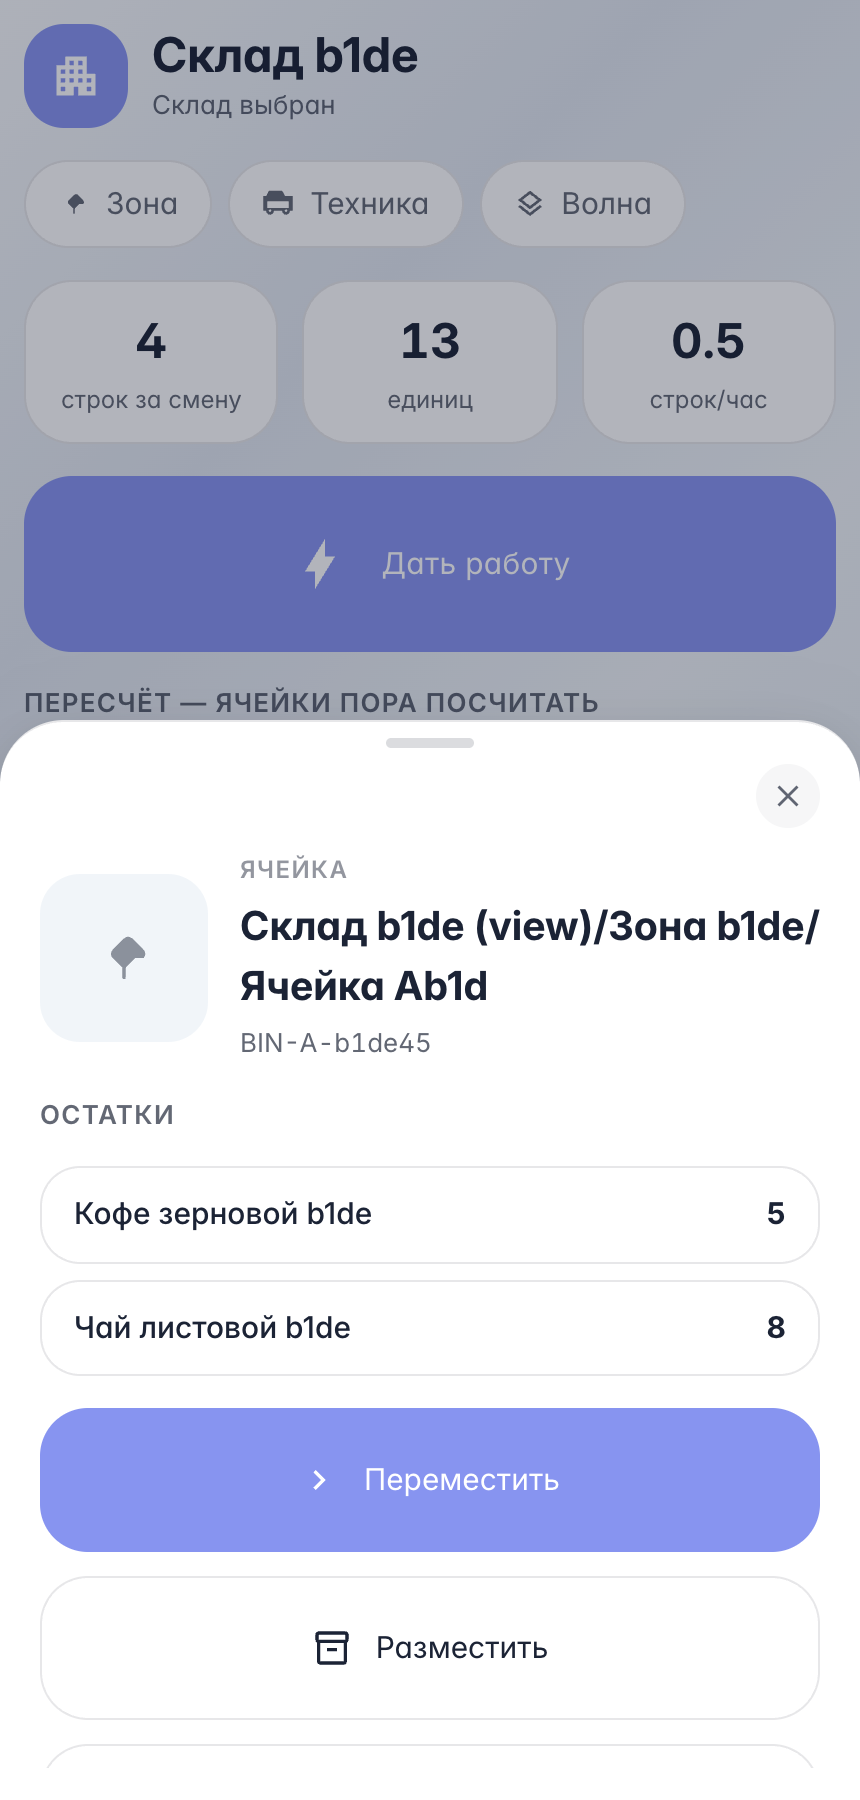 Склад b1de
Склад выбран
Зона
Техника
Волна
4
13
0.5
строк за смену
единиц
строк/час
Дать работу
ПЕРЕСЧЁТ — ЯЧЕЙКИ ПОРА ПОСЧИТАТЬ
ЯЧЕЙКА
Склад b1de (view)/Зона b1de/
Ячейка Ab1d
BIN-A-b1de45
ОСТАТКИ
Кофе зерновой b1de
5
Чай листовой b1de
8
Переместить
Разместить